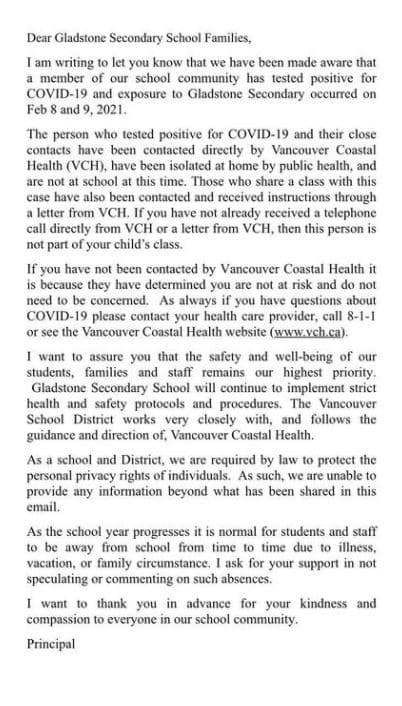 Dear Gladstone Secondary School Families,
I am writing to let you know that we have been made aware that
a member of our school community has tested positive for
COVID-19 and exposure to Gladstone Secondary occurred on
Feb 8 and 9, 2021.
The person who tested positive for COVID-19 and their close
contacts have been contacted directly by Vancouver Coastal
Health (VCH), have been isolated at home by public health, and
are not at school at this time. Those who share a class with this
case have also been contacted and received instructions through
a letter from VCH. If you have not already received a telephone
call directly from VCH or a letter from VCH, then this person is
not part of your child's class.
If you have not been contacted by Vancouver Coastal Health it
is because they have determined you are not at risk and do not
need to be concerned. As always if you have questions about
COVID-19 please contact your health care provider, call 8-1-1
or see the Vancouver Coastal Health website (www.vch.ca).
I want to assure you that the safety and well-being of our
students, families and staff remains our highest priority.
Gladstone Secondary School will continue to implement strict
health and safety protocols and procedures. The Vancouver
School District works very closely with, and follows the
guidance and direction of, Vancouver Coastal Health.
As a school and District, we are required by law to protect the
personal privacy rights of individuals. As such, we are unable to
provide any information beyond what has been shared in this
email.
As the school year progresses it is normal for students and staff
to be away from school from time to time due to illness,
vacation, or family circumstance. I ask for your support in not
speculating or commenting on such absences.
I want to thank you in advance for your kindness and
compassion to everyone in our school community.
Principal